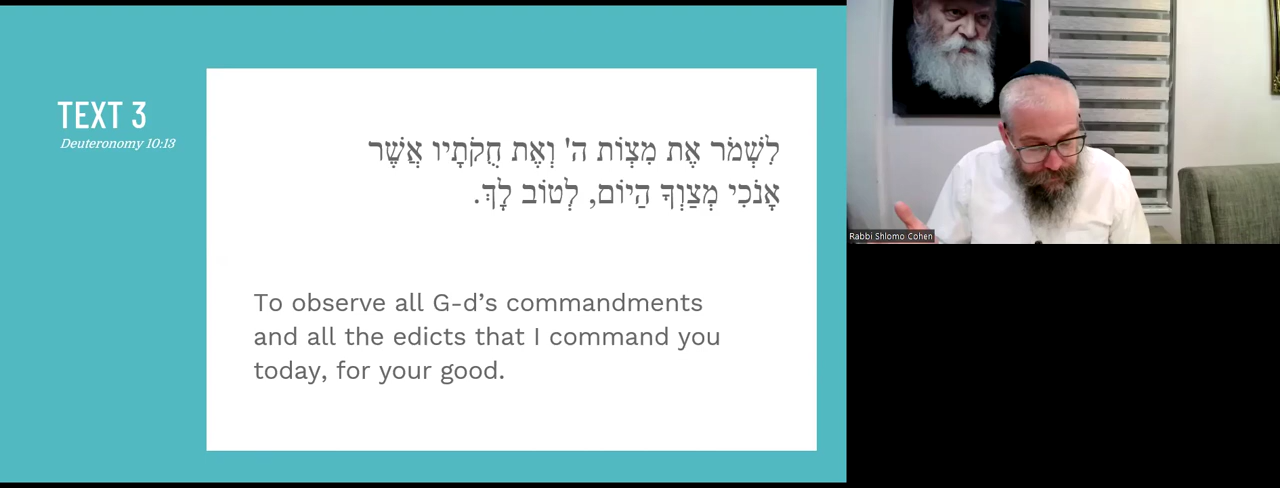 TEXT 3
Deuteronomy 10:13
לִשְׁמֹר אֶת מִצְוֹת ה' וְאֶת חֻקֹתָיו אֲשֶׁר
אָנֹכִי מְצַוְךָּ הַיוֹם, לְטוֹב לָךְ.
To observe all G-d’s commandments
and all the edicts that I command you
today, for your good.
Rabbi Shlomo Cohen